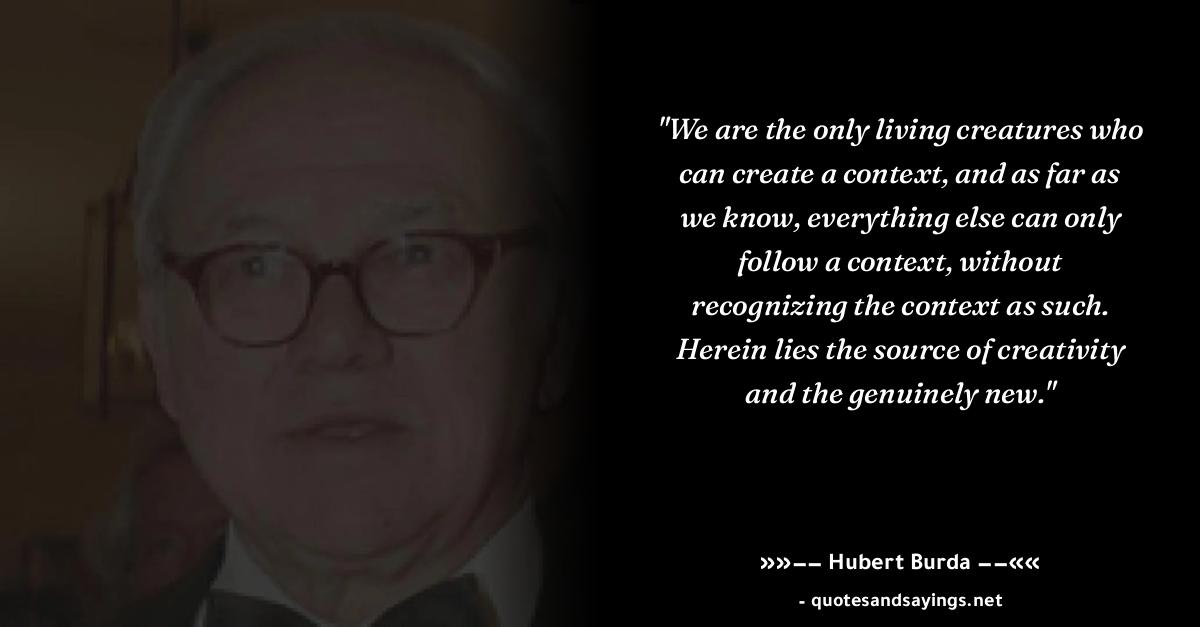 "We are the only living creatures who
can create a context, and as far as
we know, everything else can only
follow a context, without
recognizing the context as such.
Herein lies the source of creativity
and the genuinely new."
»»−− Hubert Burda −−««
- quotesandsayings.net